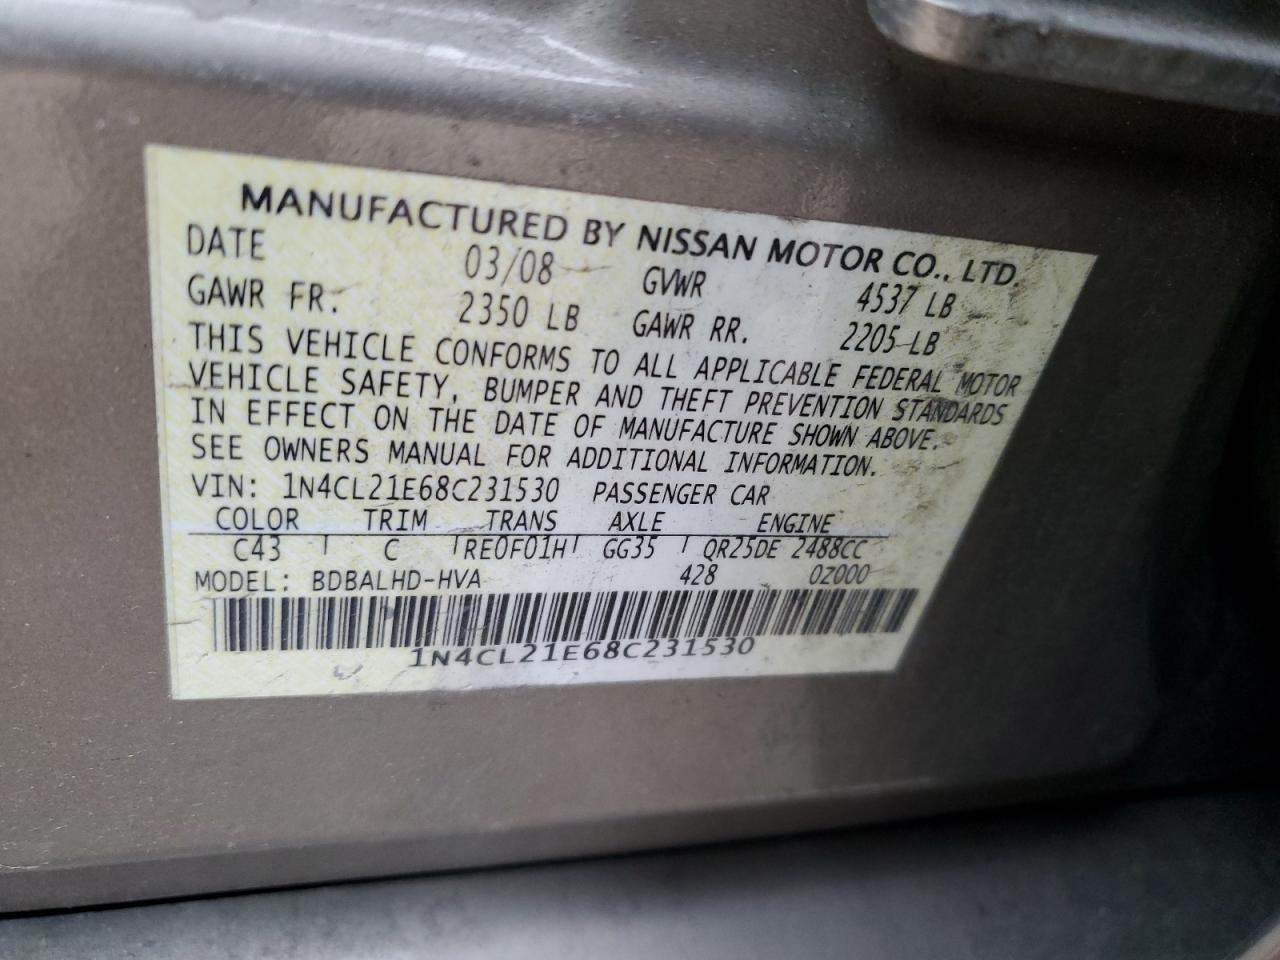 MANUFACTURED BY NISSAN MOTOR CO., LTD.
DATE 03/08 GVWR 4537 LB
GAWR FR. 2350 LB GAWR RR. 2205 LB
THIS VEHICLE CONFORMS TO ALL APPLICABLE FEDERAL MOTOR
VEHICLE SAFETY, BUMPER AND THEFT PREVENTION STANDARDS
IN EFFECT ON THE DATE OF MANUFACTURE SHOWN ABOVE.
SEE OWNERS MANUAL FOR ADDITIONAL INFORMATION.
VIN: 1N4CL21E68C231530 PASSENGER CAR
COLOR TRIM TRANS AXLE ENGINE
C43 C RE0F01H GG35 QR25DE 2488CC
MODEL: BDBALHD-HVA 428 0Z000
1N4CL21E68C231530